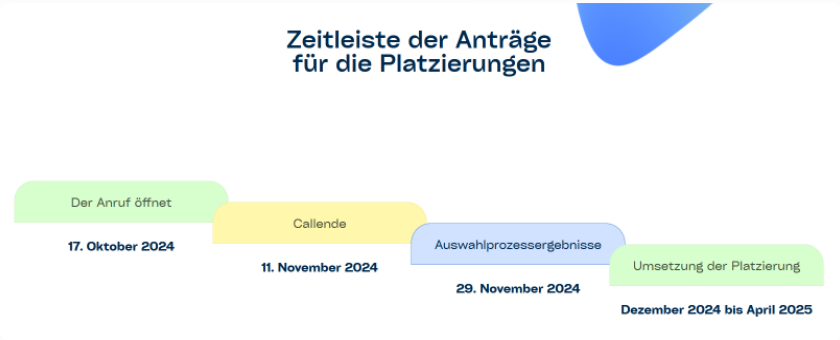 Zeitleiste der Anträge
für die Platzierungen
Der Anruf öffnet
17. Oktober 2024
Callende
11. November 2024
Auswahlprozessergebnisse
29. November 2024
Umsetzung der Platzierung
Dezember 2024 bis April 2025